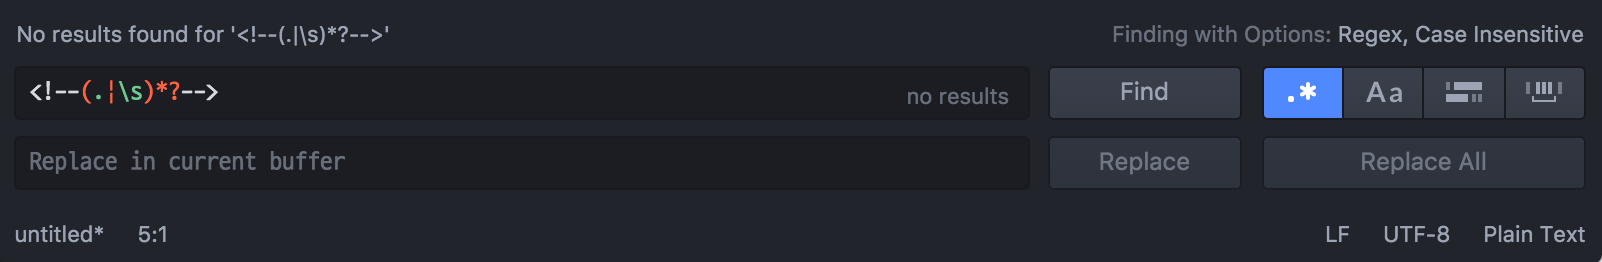 No results found for '<!--(.|\s)*?-->'
Finding with Options: Regex, Case Insensitive
<!--(.|\s)*?-->
no results
Find
.*
Aa
Replace in current buffer
Replace
Replace All
untitled* 5:1
LF UTF-8 Plain Text